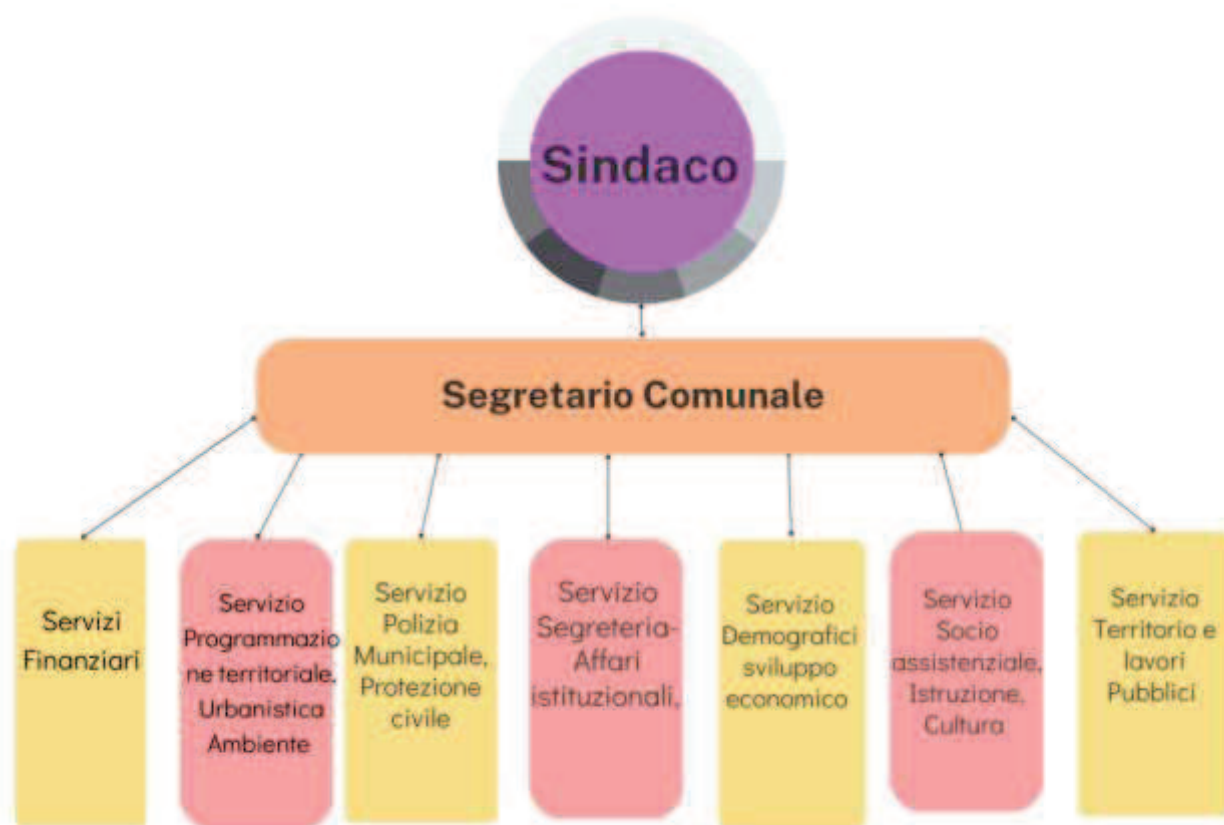 Sindaco
Segretario Comunale
Servizi
Finanziari
Servizio
Programmazio
ne territoriale,
Urbanistica
Ambiente
Servizio
Polizia
Municipale,
Protezione
civile
Servizio
Segreteria-
Affari
istituzionali,
Servizio
Demografici
sviluppo
economico
Servizio
Socio
assistenziale,
Istruzione,
Cultura
Servizio
Territorio e
lavori
Pubblici